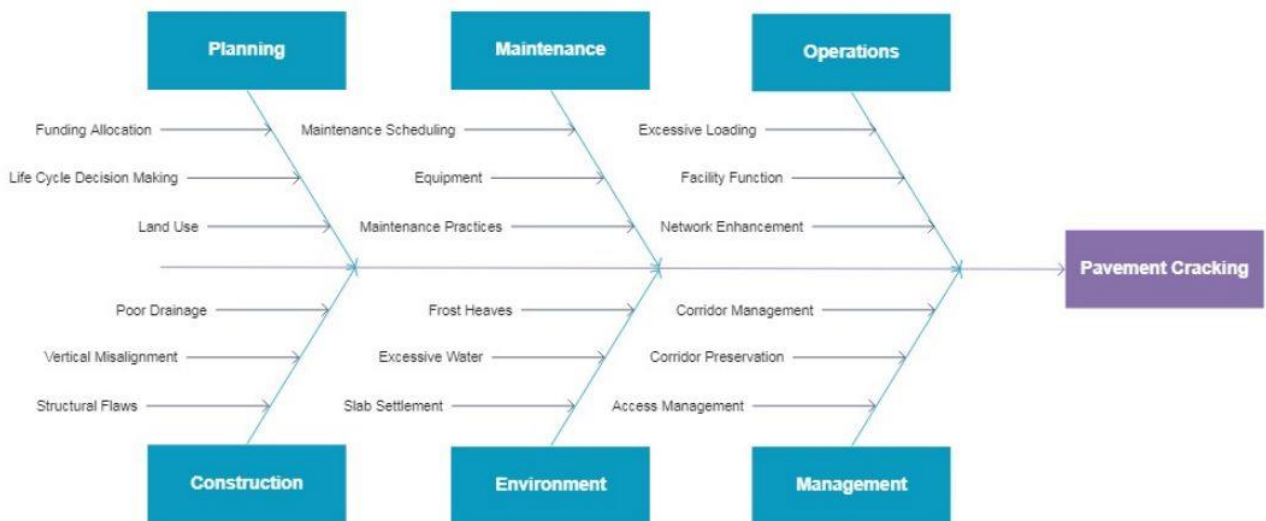 Planning
Maintenance
Operations
Funding Allocation
Maintenance Scheduling
Excessive Loading
Life Cycle Decision Making
Equipment
Facility Function
Land Use
Maintenance Practices
Network Enhancement
Pavement Cracking
Poor Drainage
Frost Heaves
Corridor Management
Vertical Misalignment
Excessive Water
Corridor Preservation
Structural Flaws
Slab Settlement
Access Management
Construction
Environment
Management